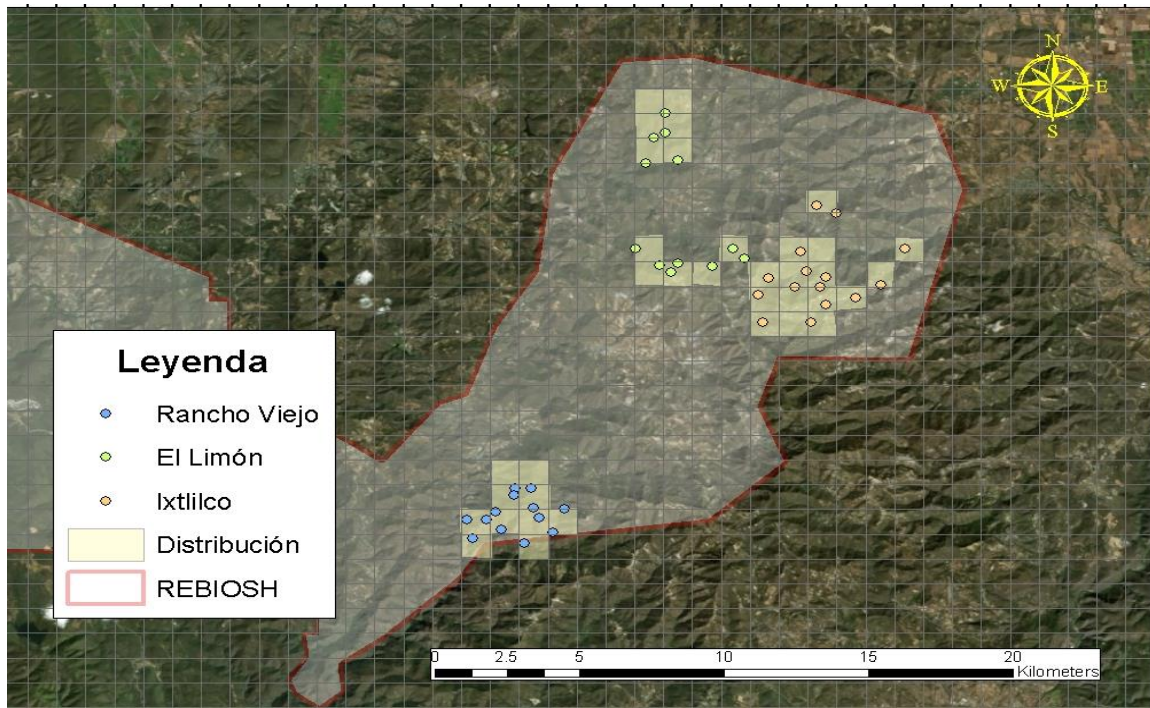 N
W E
S
Leyenda
Rancho Viejo
El Limón
Ixtlilco
Distribución
REBIOSH
0 2.5 5 10 15 20
Kilometers